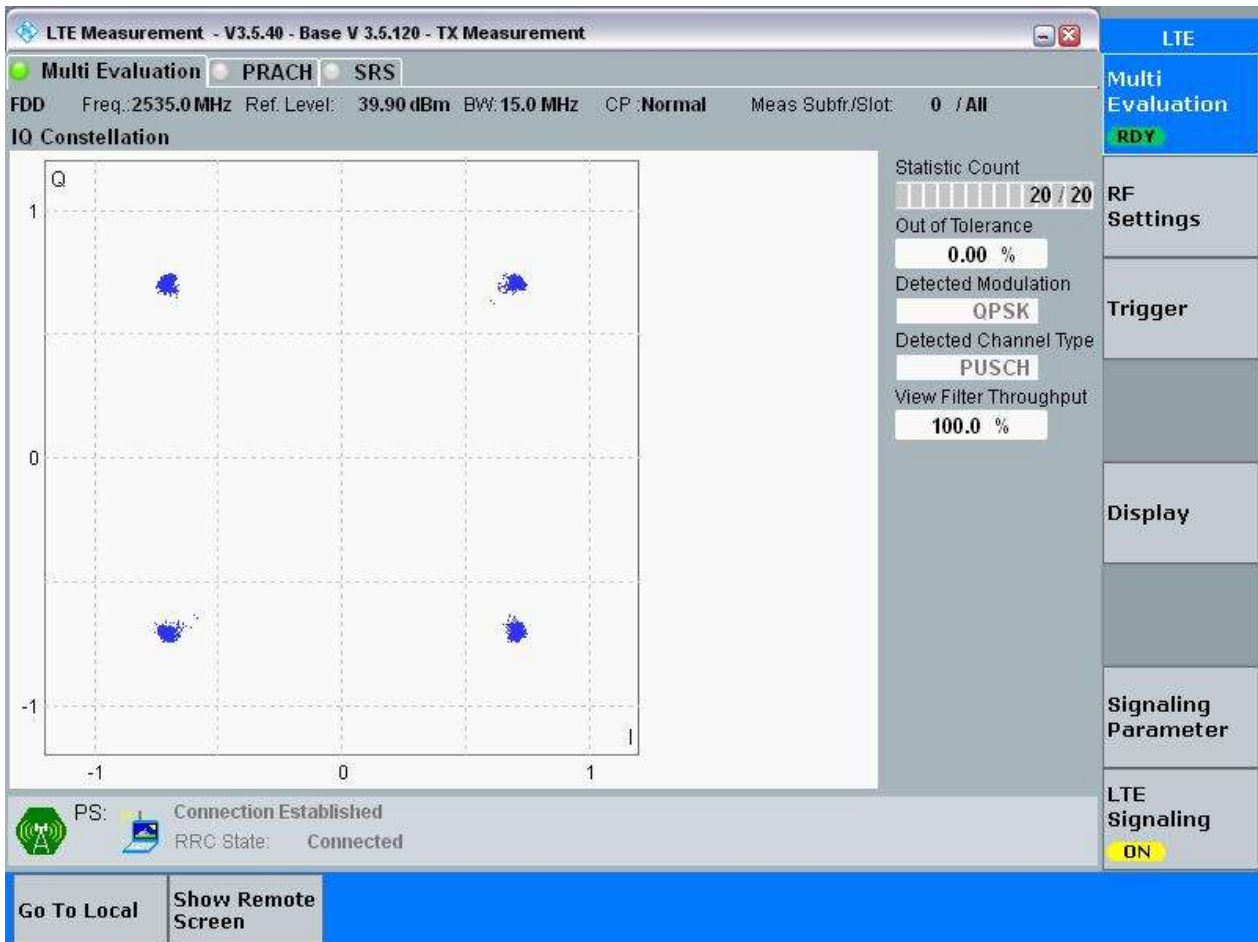 LTE Measurement - V3.5.40 - Base V 3.5.120 - TX Measurement
LTE
Multi Evaluation PRACH SRS
FDD Freq.:2535.0 MHz Ref. Level: 39.90 dBm BW:15.0 MHz CP :Normal Meas Subfr./Slot: 0 / All
IQ Constellation
Q
1
0
-1
-1 0 1
I
Statistic Count
20 / 20
Out of Tolerance
0.00 %
Detected Modulation
QPSK
Detected Channel Type
PUSCH
View Filter Throughput
100.0 %
Multi
Evaluation
RDY
RF
Settings
Trigger
Display
Signaling
Parameter
LTE
Signaling
ON
PS: Connection Established
RRC State: Connected
Go To Local
Show Remote
Screen